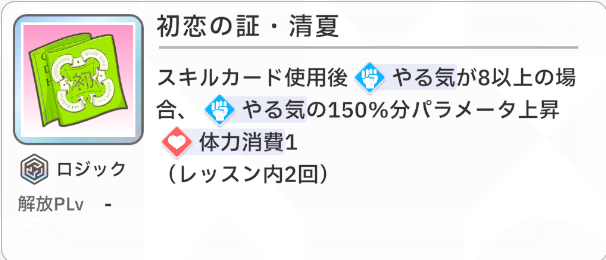 初恋の証・清夏
スキルカード使用後 やる気が8以上の場
合、 やる気の150%分パラメータ上昇
体力消費1
（レッスン内2回）
ロジック
解放PLv -